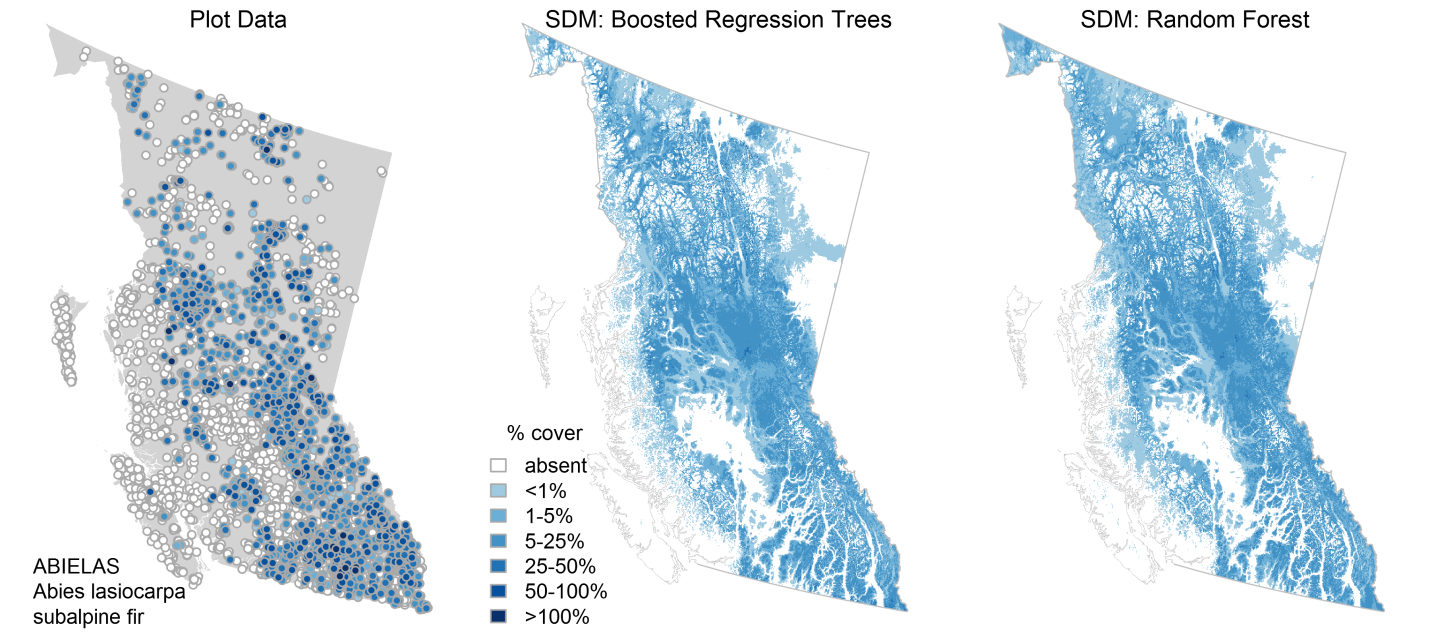 Plot Data
SDM: Boosted Regression Trees
SDM: Random Forest
% cover
absent
<1%
1-5%
5-25%
25-50%
50-100%
>100%
ABIELAS
Abies lasiocarpa
subalpine fir